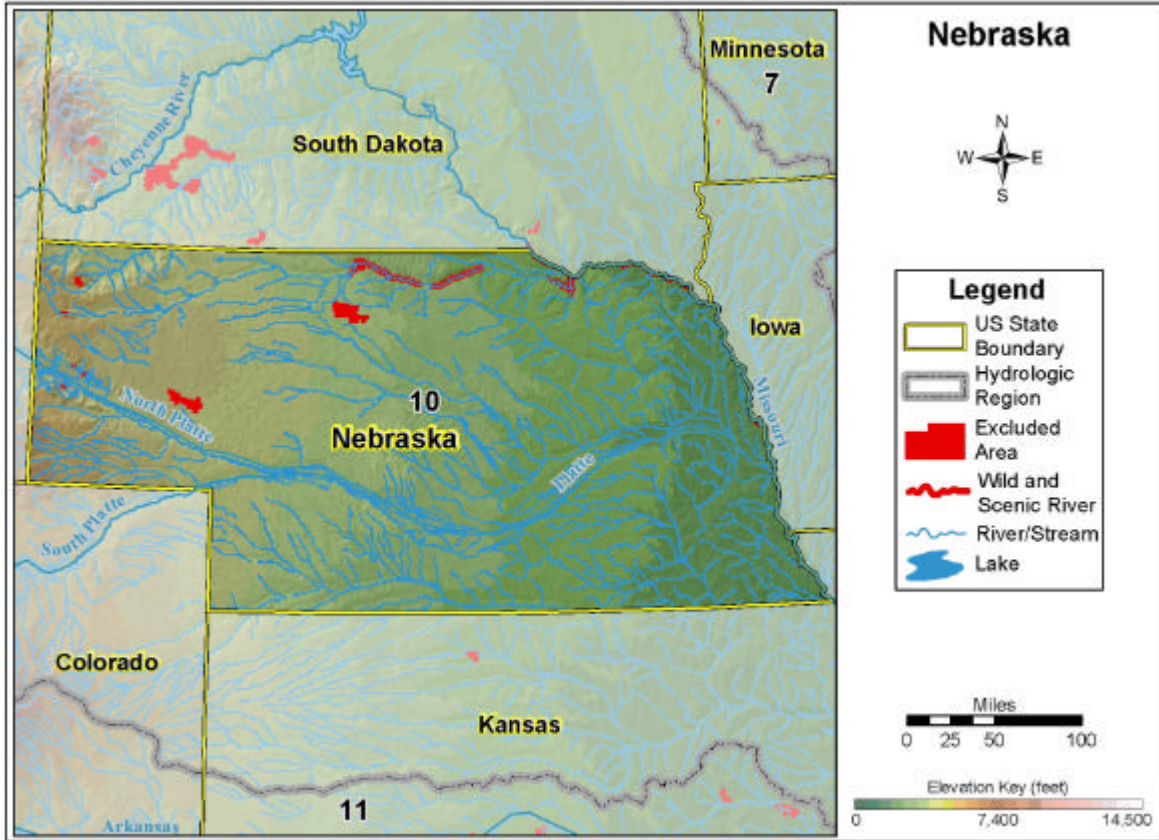 Nebraska
Minnesota
7
Cheyenne River
South Dakota
N
W E
S
Iowa
Missouri
North Platte
10
Nebraska
Platte
South Platte
Colorado
Kansas
11
Arkansas
Legend
US State
Boundary
Hydrologic
Region
Excluded
Area
Wild and
Scenic River
River/Stream
Lake
Miles
0 25 50 100
Elevation Key (feet)
0 7,400 14,500